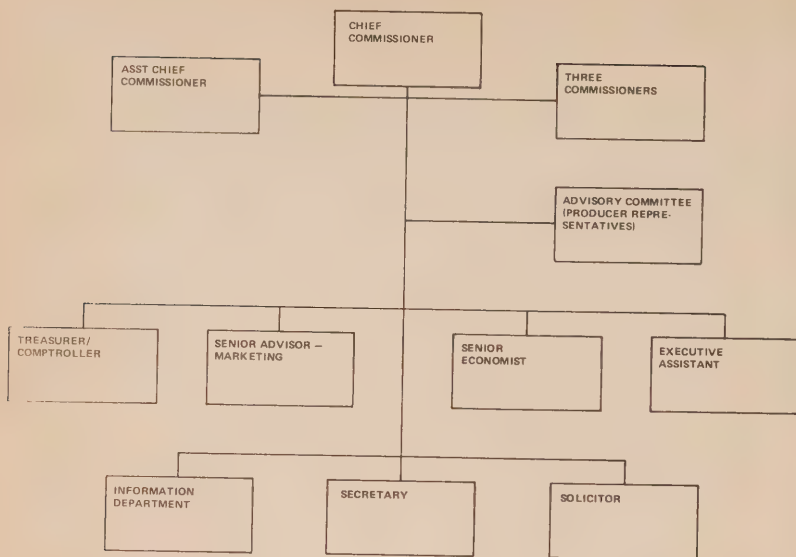 CHIEF
COMMISSIONER
ASST CHIEF
COMMISSIONER
THREE
COMMISSIONERS
ADVISORY COMMITTEE
(PRODUCER REPRE-
SENTATIVES)
TREASURER/
COMPTROLLER
SENIOR ADVISOR –
MARKETING
SENIOR
ECONOMIST
EXECUTIVE
ASSISTANT
INFORMATION
DEPARTMENT
SECRETARY
SOLICITOR